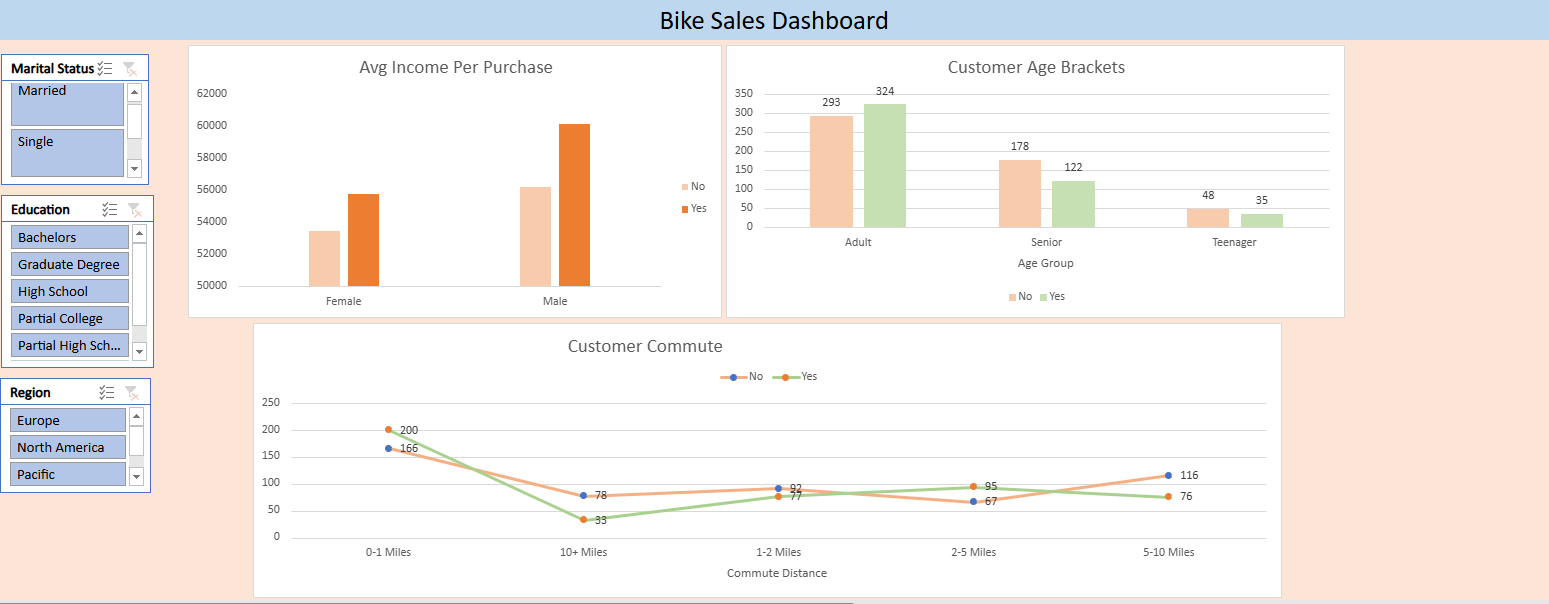 Bike Sales Dashboard
Marital Status
Married
Single
Education
Bachelors
Graduate Degree
High School
Partial College
Partial High Sch...
Region
Europe
North America
Pacific
Avg Income Per Purchase
62000
60000
58000
56000
54000
52000
50000
Female Male
No
Yes
Customer Age Brackets
350
300
250
200
150
100
50
0
293 324
178 122
48 35
Adult Senior Teenager
Age Group
No Yes
Customer Commute
No Yes
250
200
150
100
50
0
200
166
78
33
92
77
95
67
116
76
0-1 Miles 10+ Miles 1-2 Miles 2-5 Miles 5-10 Miles
Commute Distance